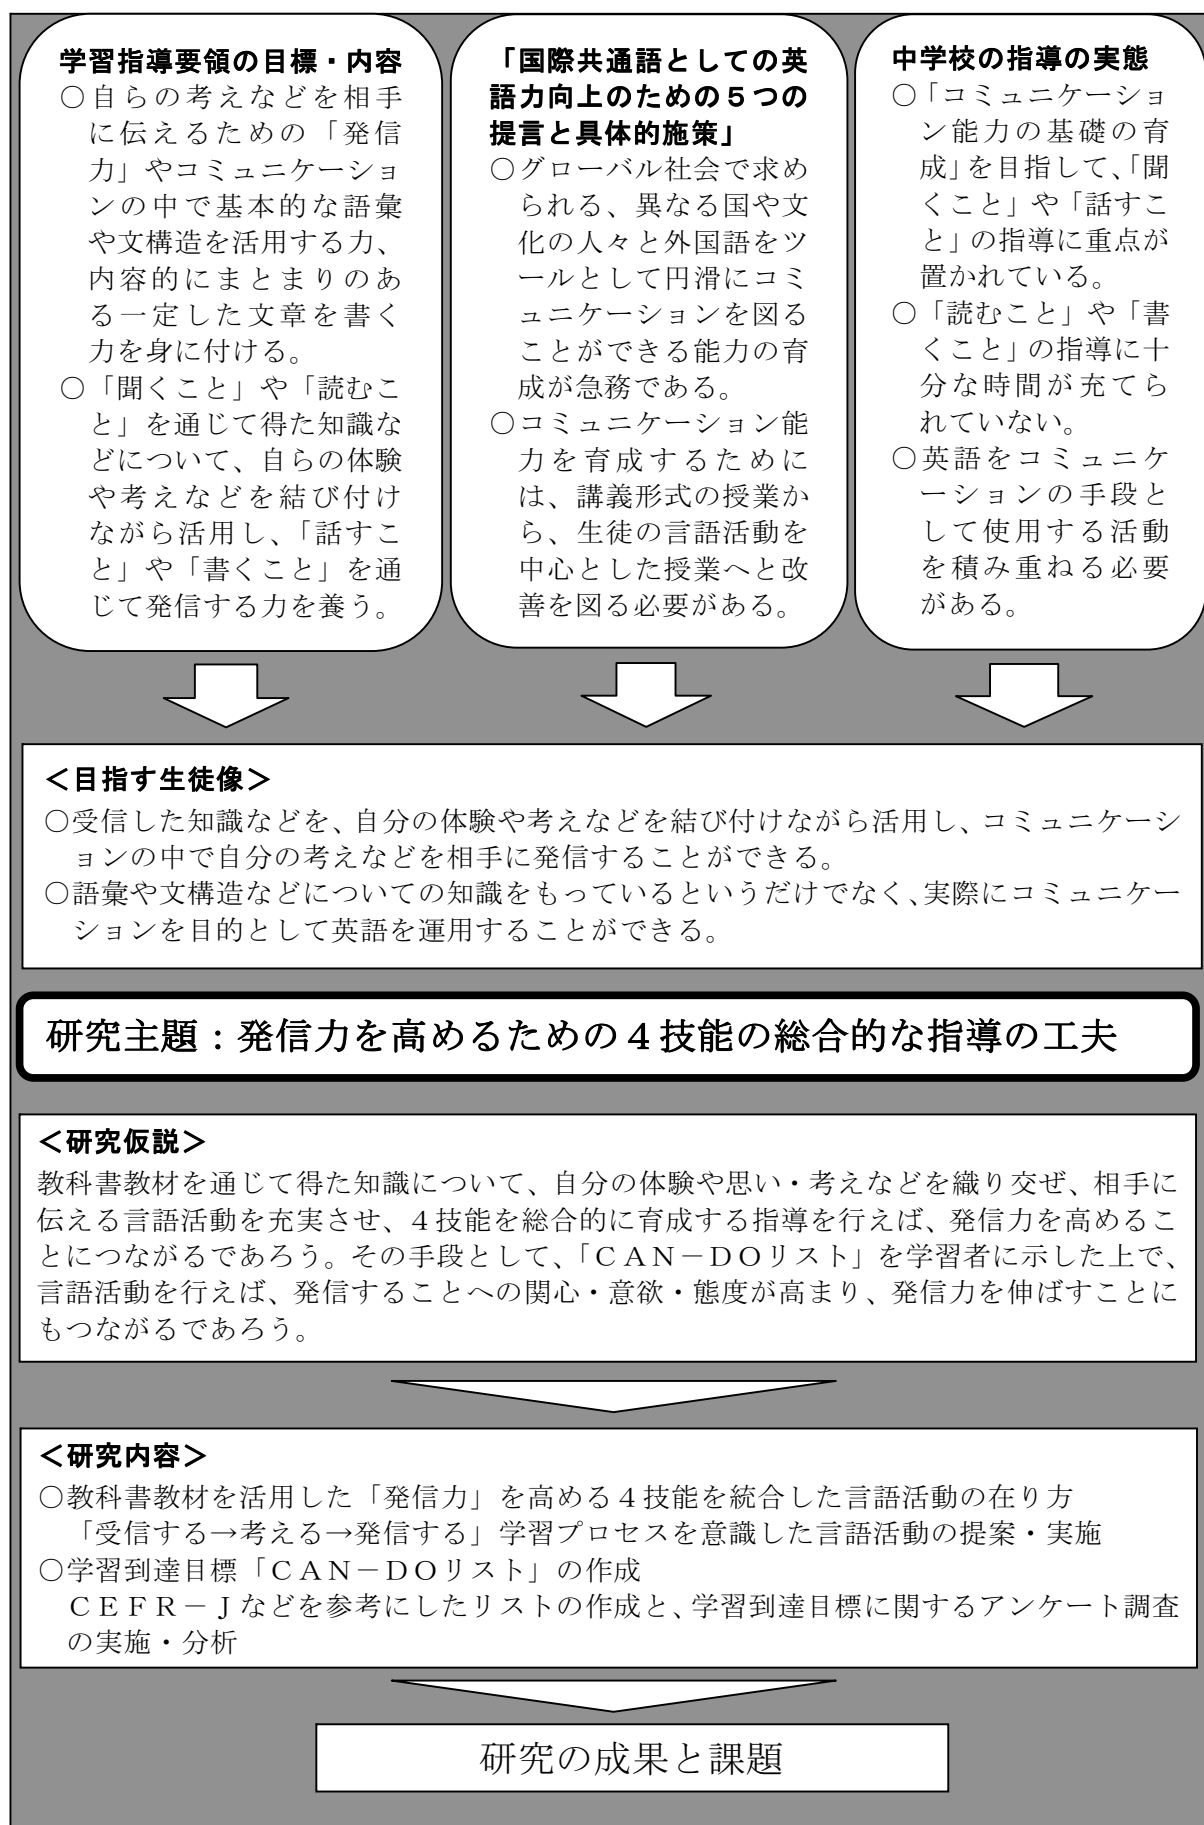 学習指導要領の目標・内容
○自らの考えなどを相手
に伝えるための「発信
力」やコミュニケーショ
ンの中で基本的な語彙
や文構造を活用する力、
内容的にまとまりのあ
る一定した文章を書く
力を身に付ける。
○「聞くこと」や「読むこ
と」を通じて得た知識な
どについて、自らの体験
や考えなどを結び付け
ながら活用し、「話すこ
と」や「書くこと」を通
じて発信する力を養う。
「国際共通語としての英
語力向上のための５つの
提言と具体的施策」
○グローバル社会で求め
られる、異なる国や文
化の人々と外国語をツ
ールとして円滑にコミ
ュニケーションを図る
ことができる能力の育
成が急務である。
○コミュニケーション能
力を育成するために
は、講義形式の授業か
ら、生徒の言語活動を
中心とした授業へと改
善を図る必要がある。
中学校の指導の実態
○「コミュニケーショ
ン能力の基礎の育
成」を目指して、「聞
くこと」や「話すこ
と」の指導に重点が
置かれている。
○「読むこと」や「書
くこと」の指導に十
分な時間が充てら
れていない。
○英語をコミュニケ
ーションの手段と
して使用する活動
を積み重ねる必要
がある。
＜目指す生徒像＞
○受信した知識などを、自分の体験や考えなどを結び付けながら活用し、コミュニケーシ
ョンの中で自分の考えなどを相手に発信することができる。
○語彙や文構造などについての知識をもっているというだけでなく、実際にコミュニケー
ションを目的として英語を運用することができる。
研究主題：発信力を高めるための４技能の総合的な指導の工夫
＜研究仮説＞
教科書教材を通じて得た知識について、自分の体験や思い・考えなどを織り交ぜ、相手に
伝える言語活動を充実させ、４技能を総合的に育成する指導を行えば、発信力を高めるこ
とにつながるであろう。その手段として、「ＣＡＮ－ＤＯリスト」を学習者に示した上で、
言語活動を行えば、発信することへの関心・意欲・態度が高まり、発信力を伸ばすことに
もつながるであろう。
＜研究内容＞
○教科書教材を活用した「発信力」を高める４技能を統合した言語活動の在り方
「受信する→考える→発信する」学習プロセスを意識した言語活動の提案・実施
○学習到達目標「ＣＡＮ－ＤＯリスト」の作成
ＣＥＦＲ－Ｊなどを参考にしたリストの作成と、学習到達目標に関するアンケート調査
の実施・分析
研究の成果と課題